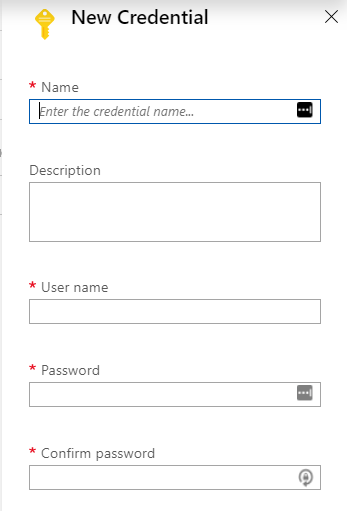 New Credential
* Name
Enter the credential name...
Description
* User name
* Password
* Confirm password